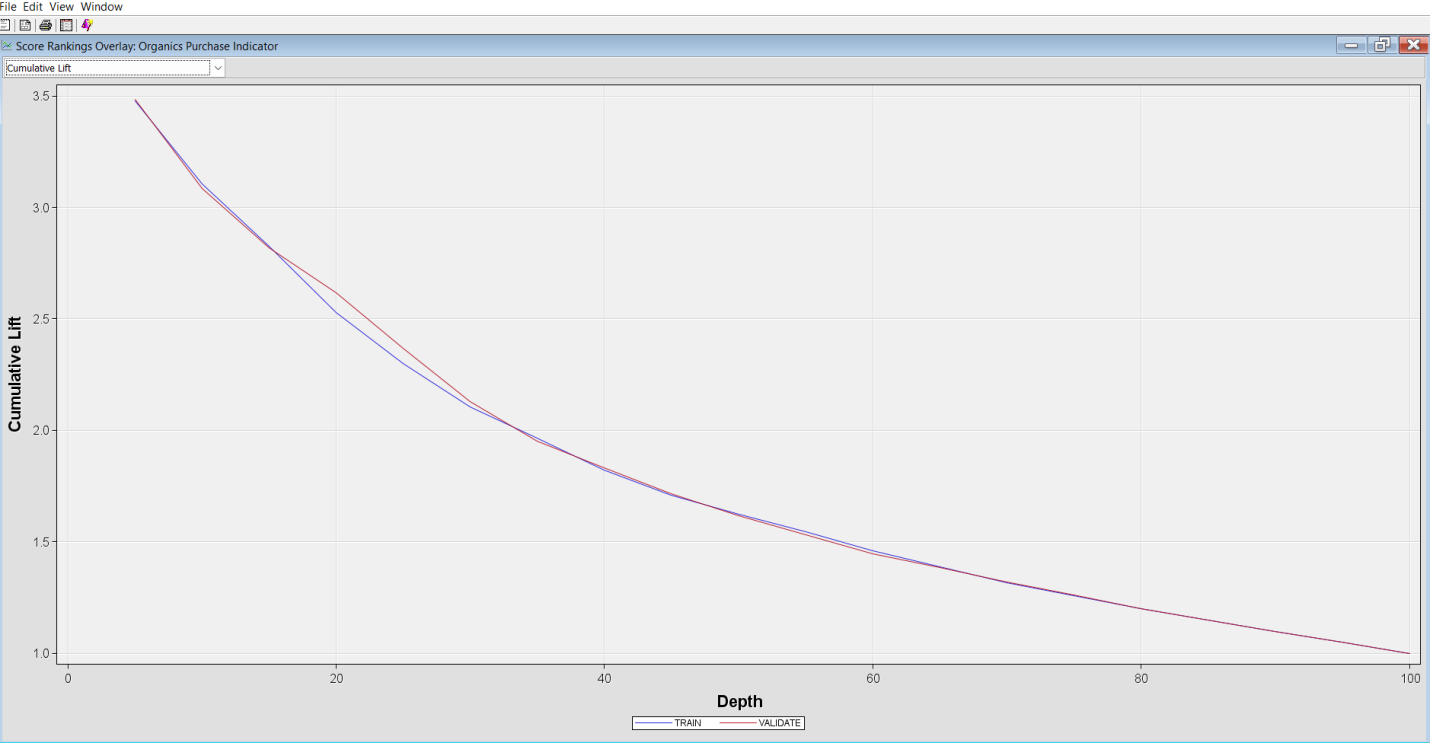 File Edit View Window
Score Rankings Overlay: Organics Purchase Indicator
Cumulative Lift
3.5
3.0
2.5
2.0
1.5
1.0
Cumulative Lift
0 20 40 60 80 100
Depth
TRAIN VALIDATE